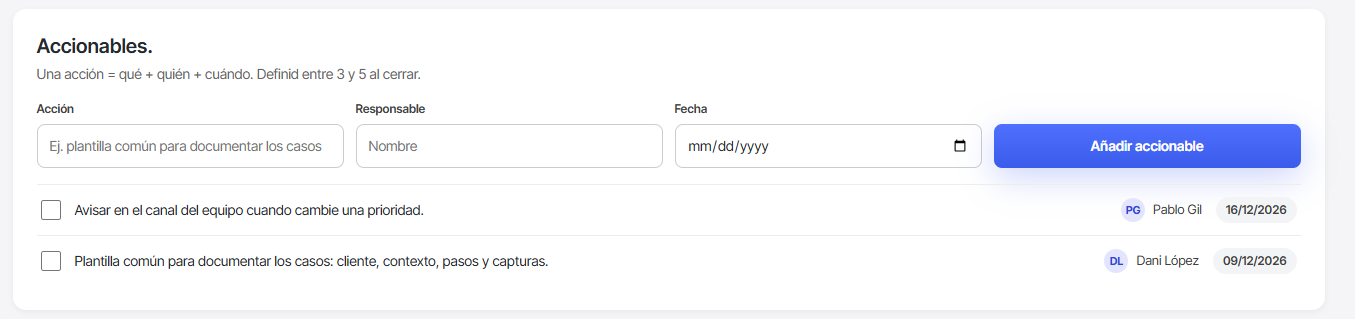 Accionables.
Una acción = qué + quién + cuándo. Definid entre 3 y 5 al cerrar.
Acción Responsable Fecha
Ej. plantilla común para documentar los casos Nombre mm/dd/yyyy Añadir accionable
Avisar en el canal del equipo cuando cambie una prioridad. PG Pablo Gil 16/12/2026
Plantilla común para documentar los casos: cliente, contexto, pasos y capturas. DL Dani López 09/12/2026